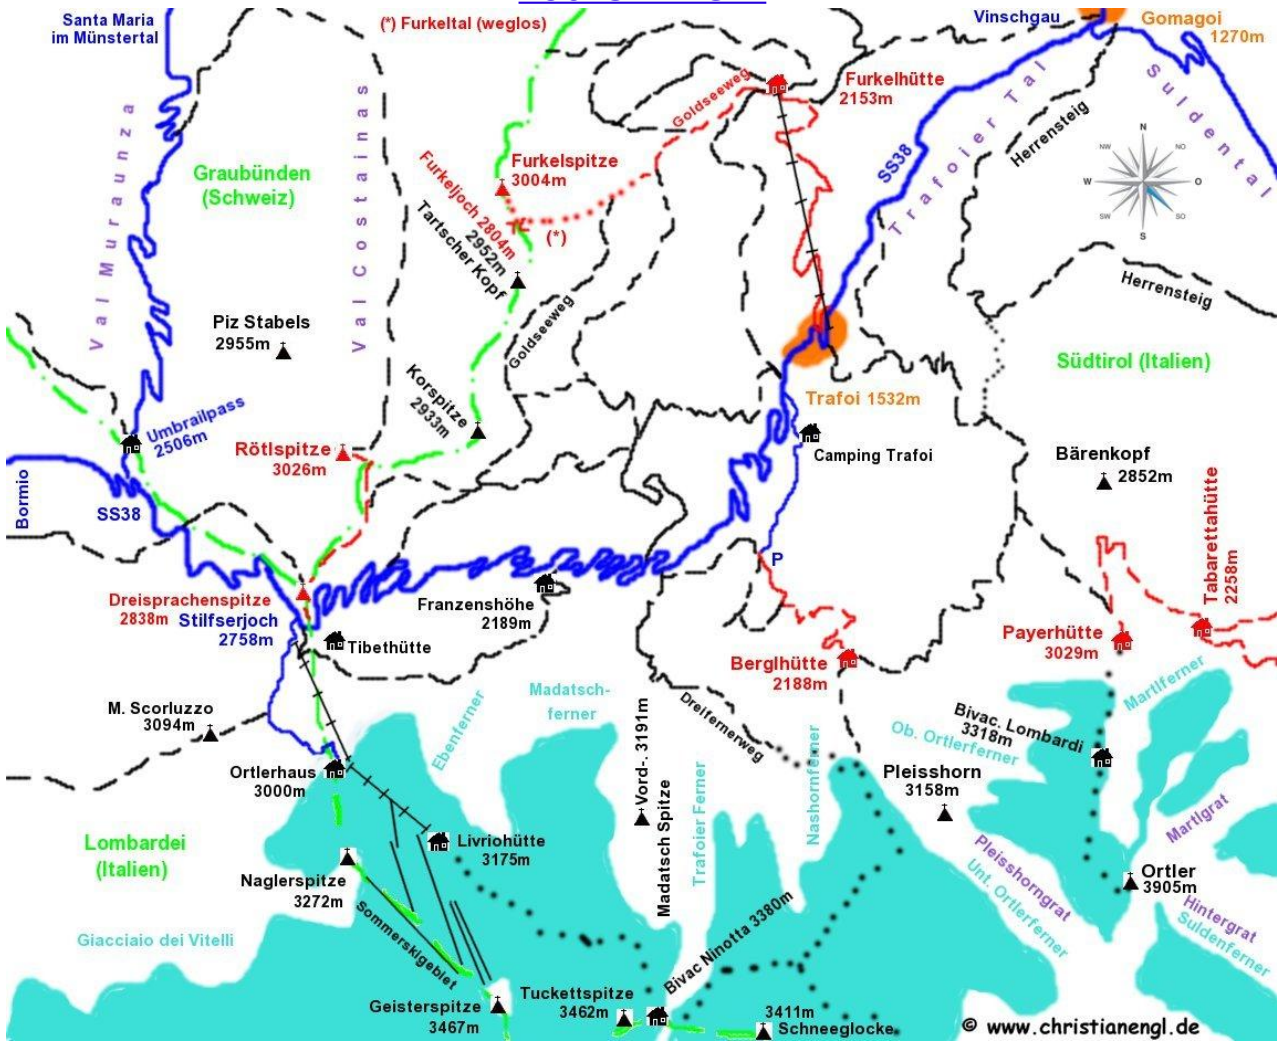 Santa Maria
im Münstertal
(*) Furkeltal (weglos)
Vinschgau
Gomagoi
1270m
Furkelhütte
2153m
Goldseeweg
Trafoier Tal
Suldental
SS38
Herrensteig
N
NW
NO
W
O
SW
SO
S
Val Muraunza
Val Costainas
Graubünden
(Schweiz)
Furkelspitze
3004m
Furkeljoch 2804m
(*)
2952m
Tartscher Kopf
Goldseeweg
Herrensteig
Piz Stabels
2955m
Südtirol (Italien)
Korspitze
2933m
Trafoi 1532m
Umbrailpass
2506m
Rötlspitze
3026m
Camping Trafoi
Bärenkopf
2852m
Bormio
SS38
P
Tabarettahütte
2258m
Dreisprachenspitze
2838m
Stilfserjoch
2758m
Franzenshöhe
2189m
Tibethütte
Berglhütte
2188m
Payerhütte
3029m
M. Scorluzzo
3094m
Ebenferner
Madatsch-
ferner
Vord-. 3191m
Madatsch Spitze
Dreifernerweg
Nashornferner
Trafoier Ferner
Ob. Ortlerferner
Martlferner
Bivac. Lombardi
3318m
Pleisshorn
3158m
Ortlerhaus
3000m
Livriohütte
3175m
Lombardei
(Italien)
Naglerspitze
3272m
Sommerskigebiet
Giacciaio dei Vitelli
Martlgrat
Pleisshorngrat
Unt. Ortlerferner
Ortler
3905m
Hintergrat
Suldenferner
Bivac Ninotta 3380m
Geisterspitze
3467m
Tuckettspitze
3462m
3411m
Schneeglocke
© www.christianengl.de